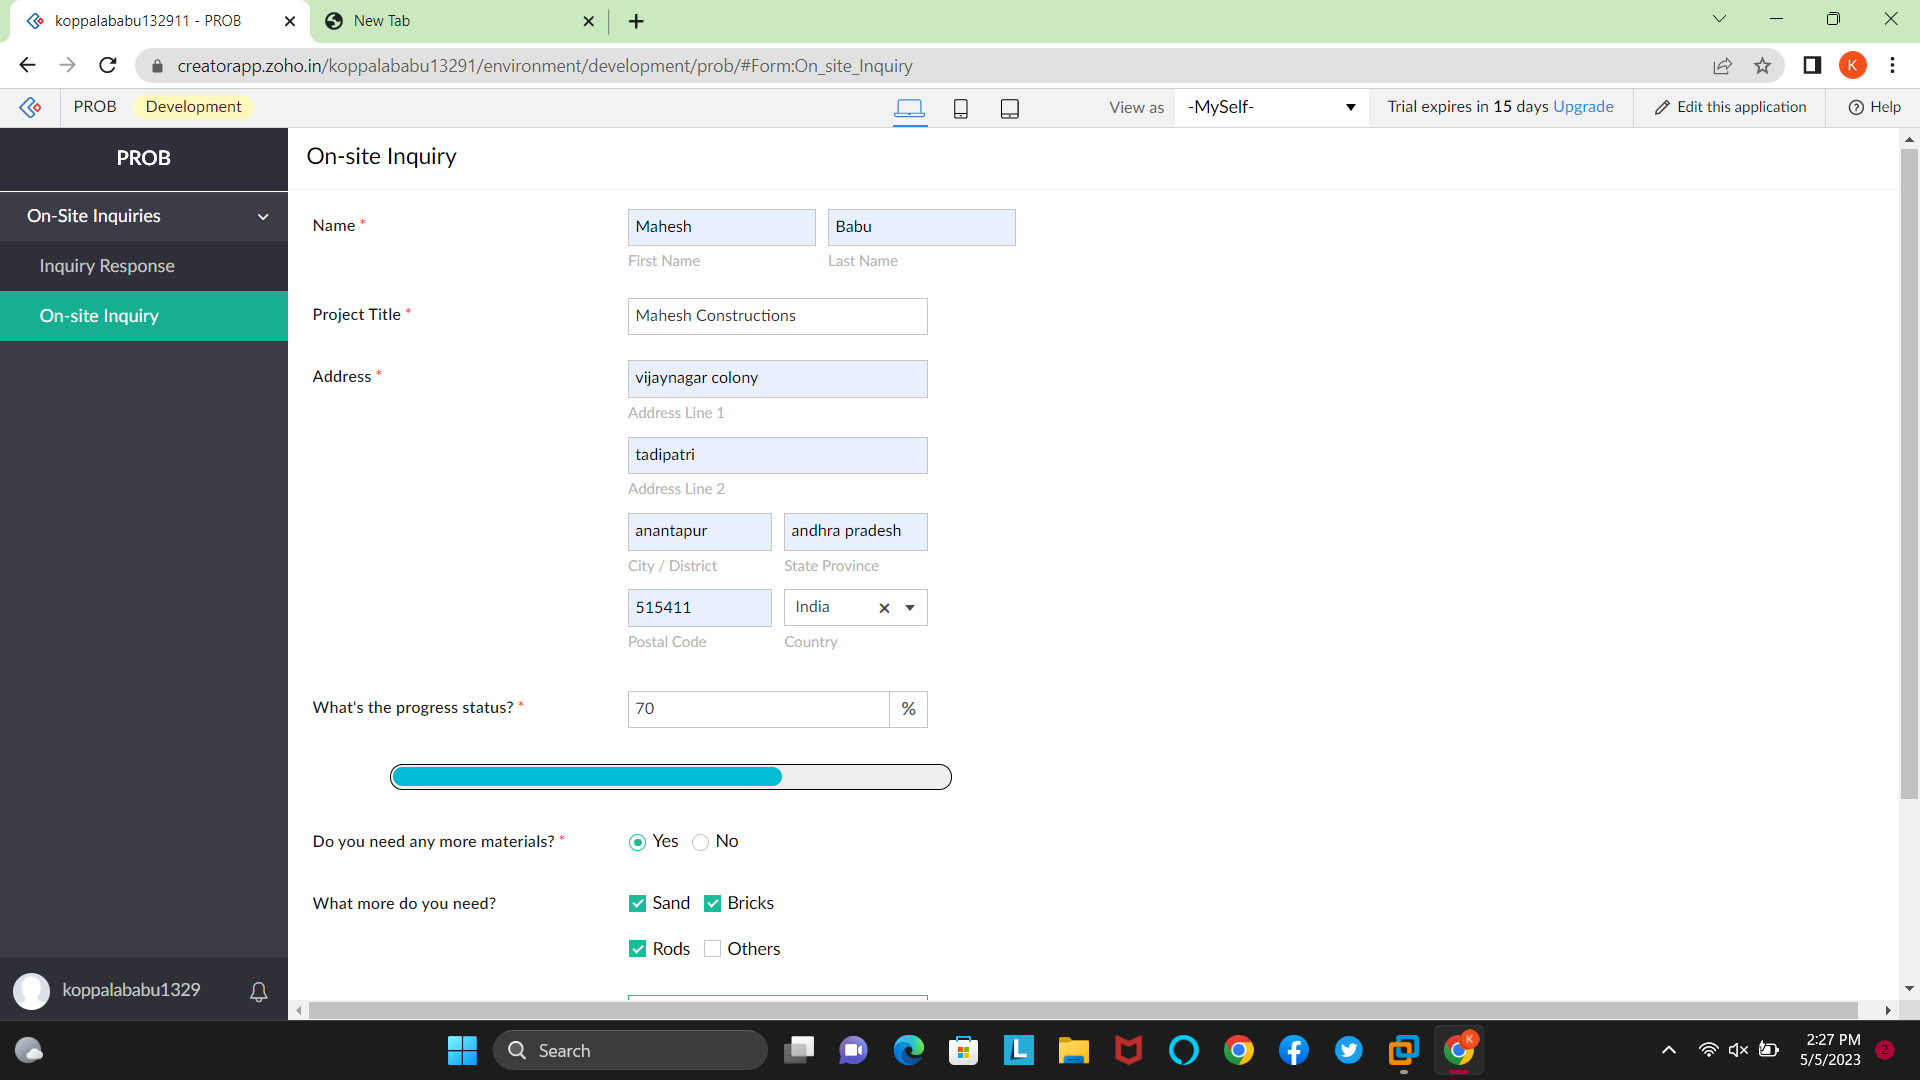 koppalababu132911 - PROB
New Tab
creatorapp.zoho.in/koppalababu13291/environment/development/prob/#Form:On_site_Inquiry
K
PROB Development View as -MySelf- Trial expires in 15 days Upgrade Edit this application Help
PROB
On-Site Inquiries
Inquiry Response
On-site Inquiry
koppalababu1329
On-site Inquiry
Name * Mahesh Babu
First Name Last Name
Project Title * Mahesh Constructions
Address * vijaynagar colony
Address Line 1
tadipatri
Address Line 2
anantapur andhra pradesh
City / District State Province
515411 India
Postal Code Country
What's the progress status? * 70 %
Do you need any more materials? * Yes No
What more do you need? Sand Bricks
Rods Others
Search
L
K
2:27 PM
5/5/2023
2